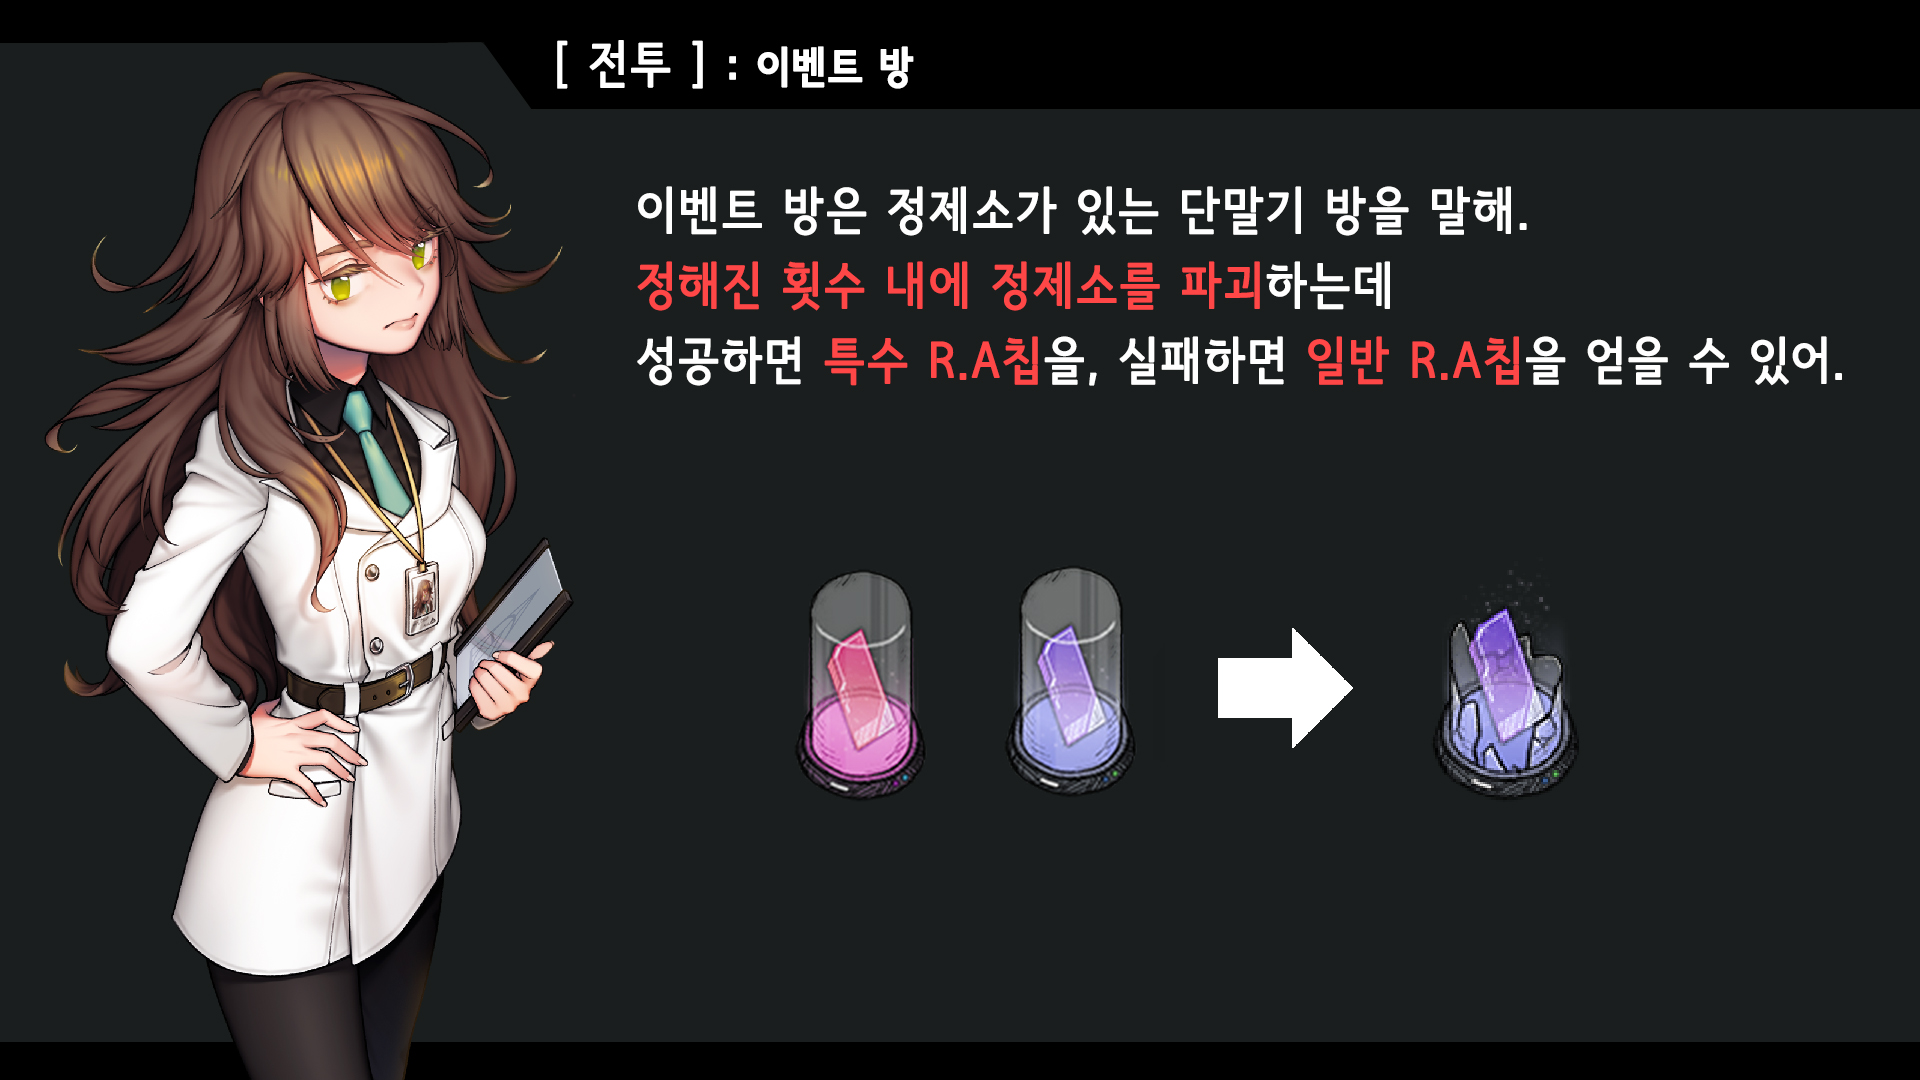 [ 전투 ] : 이벤트 방
이벤트 방은 정제소가 있는 단말기 방을 말해.
정해진 횟수 내에 정제소를 파괴하는데
성공하면 특수 R.A칩을, 실패하면 일반 R.A칩을 얻을 수 있어.